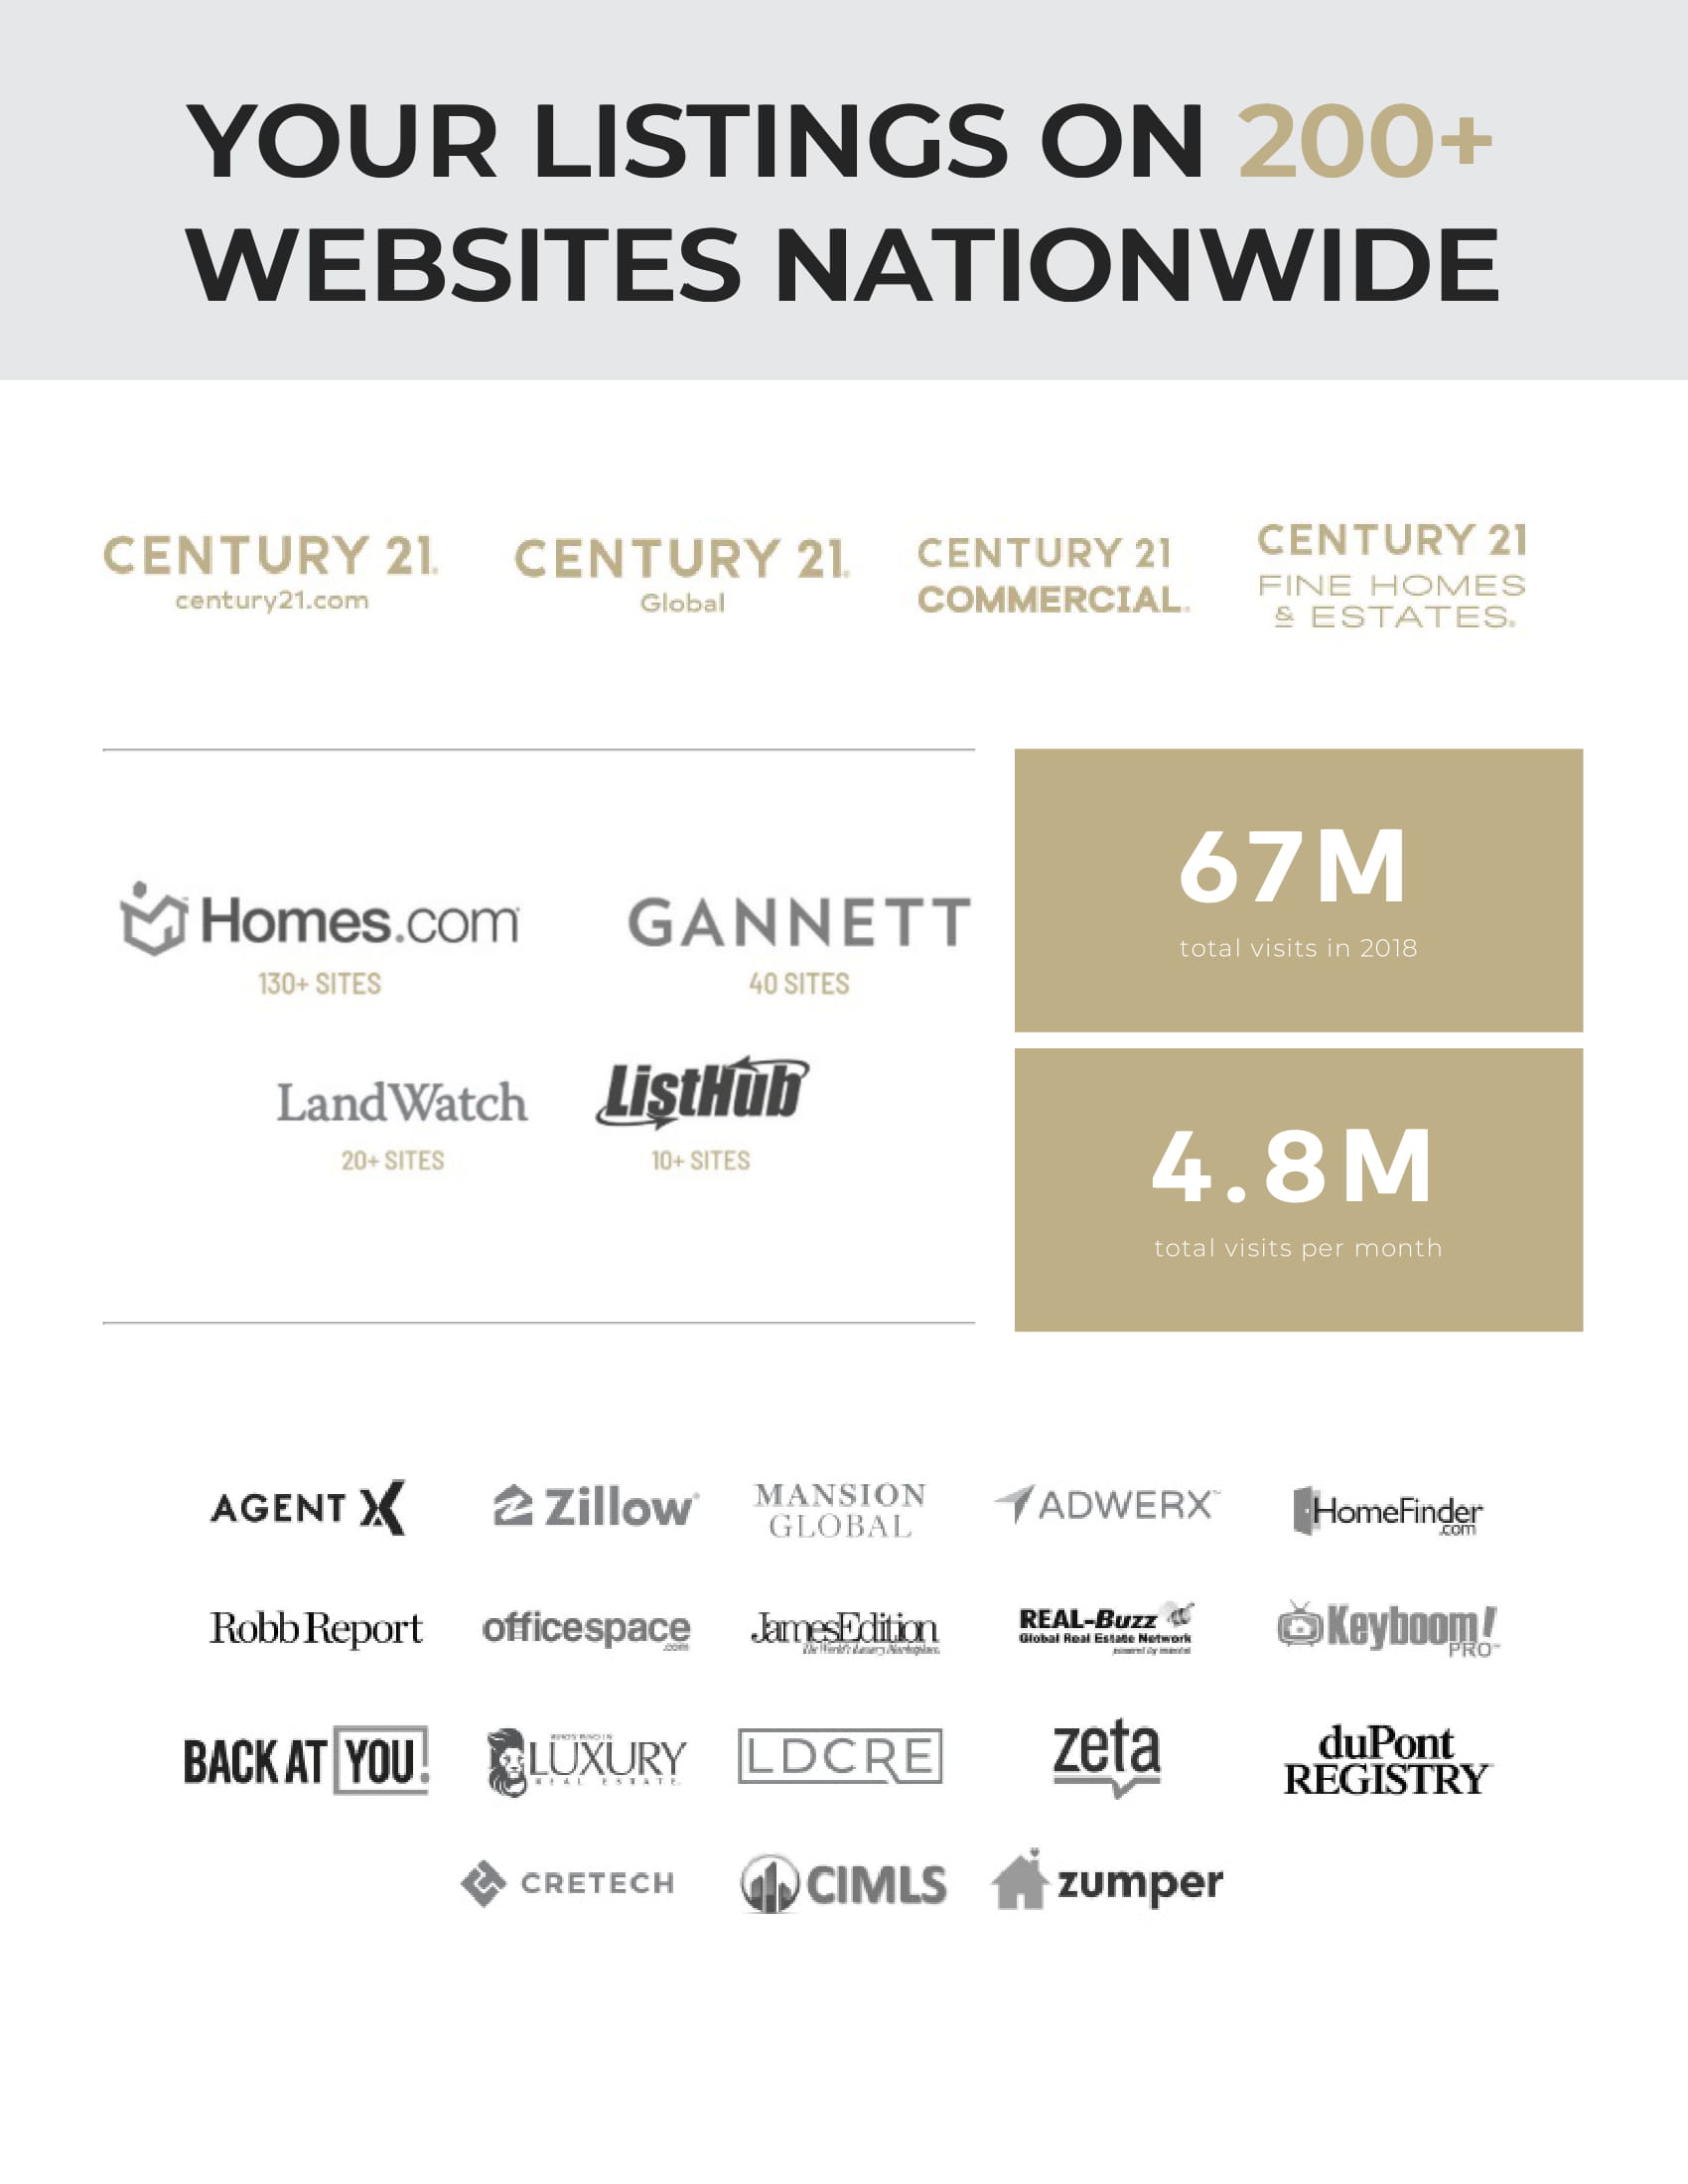 YOUR LISTINGS ON 200+
WEBSITES NATIONWIDE
CENTURY 21®
century21.com
CENTURY 21®
Global
CENTURY 21
COMMERCIAL®
CENTURY 21
FINE HOMES
& ESTATES®
Homes.com
130+ SITES
GANNETT
40 SITES
LandWatch
20+ SITES
ListHub
10+ SITES
67M
total visits in 2018
4.8M
total visits per month
AGENT X
Zillow®
MANSION
GLOBAL
ADWERX™
HomeFinder
.com
Robb Report
officespace
.com
JamesEdition
The World's Luxury Marketplace
REAL-Buzz
Global Real Estate Network
powered by
Keyboom!
PRO™
BACK AT YOU!
LUXURY
REAL ESTATE
LDCRE
zeta
duPont
REGISTRY
CRETECH
CIMLS
zumper